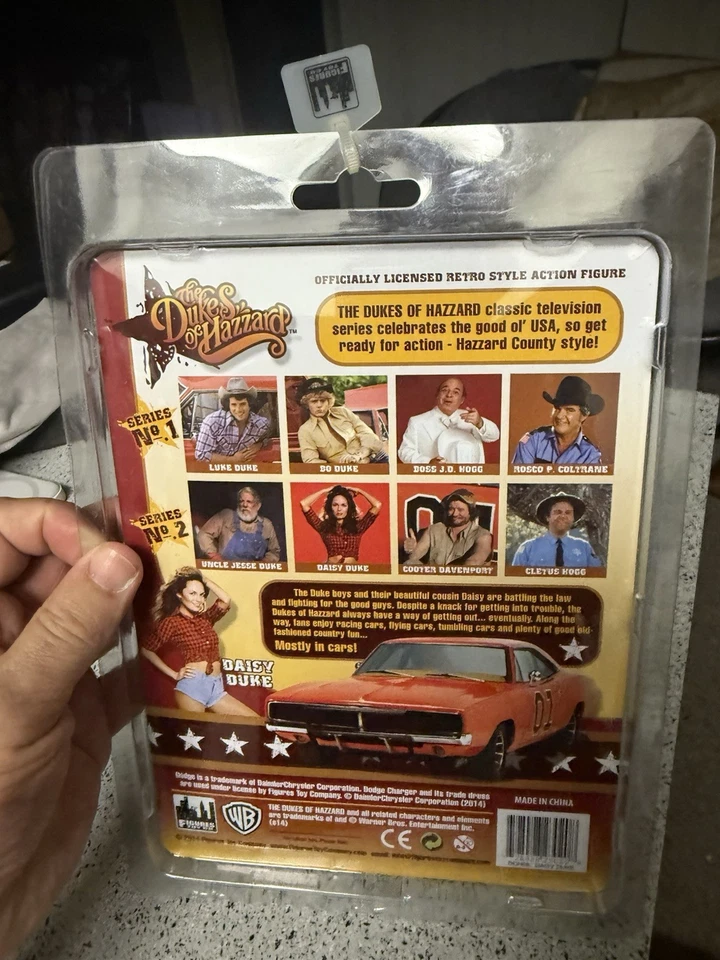 FIGURES
TOY CO.
OFFICIALLY LICENSED RETRO STYLE ACTION FIGURE
the
Dukes
of Hazzard™
THE DUKES OF HAZZARD classic television
series celebrates the good ol' USA, so get
ready for action - Hazzard County style!
SERIES
No. 1
LUKE DUKE
BO DUKE
BOSS J.D. HOGG
ROSCO P. COLTRANE
SERIES
No. 2
UNCLE JESSE DUKE
DAISY DUKE
COOTER DAVENPORT
CLETUS HOGG
The Duke boys and their beautiful cousin Daisy are battling the law
and fighting for the good guys. Despite a knack for getting into trouble, the
Dukes of Hazzard always have a way of getting out... eventually. Along the
way, fans enjoy racing cars, flying cars, tumbling cars and plenty of good old-
fashioned country fun...
Mostly in cars!
DAISY
DUKE
01
Dodge is a trademark of DaimlerChrysler Corporation. Dodge Charger and its trade dress
are used under license by Figures Toy Company. © DaimlerChrysler Corporation (2014)
MADE IN CHINA
FIGURES
WB
THE DUKES OF HAZZARD and all related characters and elements
are trademarks of and © Warner Bros. Entertainment Inc.
(s14)
CE